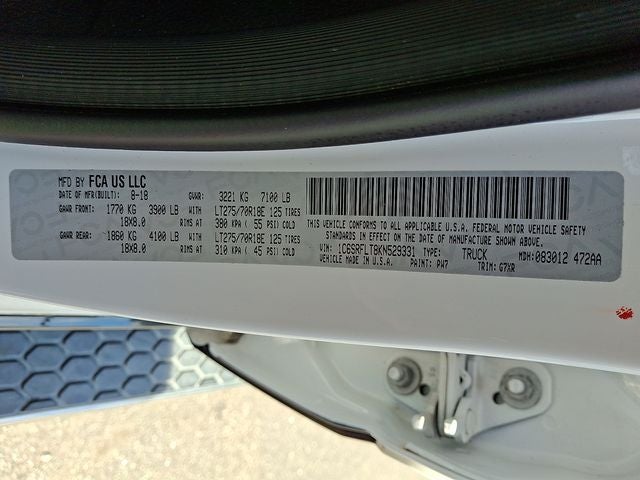 MFD BY FCA US LLC
DATE OF MFR(BUILT): 8-18 GVWR: 3221 KG 7100 LB
GAWR FRONT: 1770 KG 3900 LB WITH LT275/70R18E 125 TIRES
18X8.0 RIMS AT 380 KPA ( 55 PSI) COLD
GAWR REAR: 1860 KG 4100 LB WITH LT275/70R18E 125 TIRES
18X8.0 RIMS AT 310 KPA ( 45 PSI) COLD
THIS VEHICLE CONFORMS TO ALL APPLICABLE U.S.A. FEDERAL MOTOR VEHICLE SAFETY
STANDARDS IN EFFECT ON THE DATE OF MANUFACTURE SHOWN ABOVE.
VIN: 1C6SRFLT8KN529331 TYPE: TRUCK MDH:083012 472AA
VEHICLE MADE IN U.S.A. PAINT: PW7 TRIM: G7XR